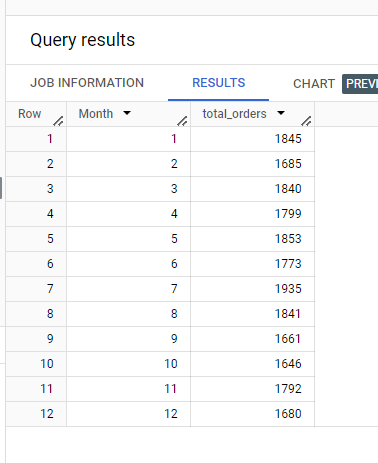 Query results
JOB INFORMATION RESULTS CHART
Row Month total_orders
1 1 1845
2 2 1685
3 3 1840
4 4 1799
5 5 1853
6 6 1773
7 7 1935
8 8 1841
9 9 1661
10 10 1646
11 11 1792
12 12 1680